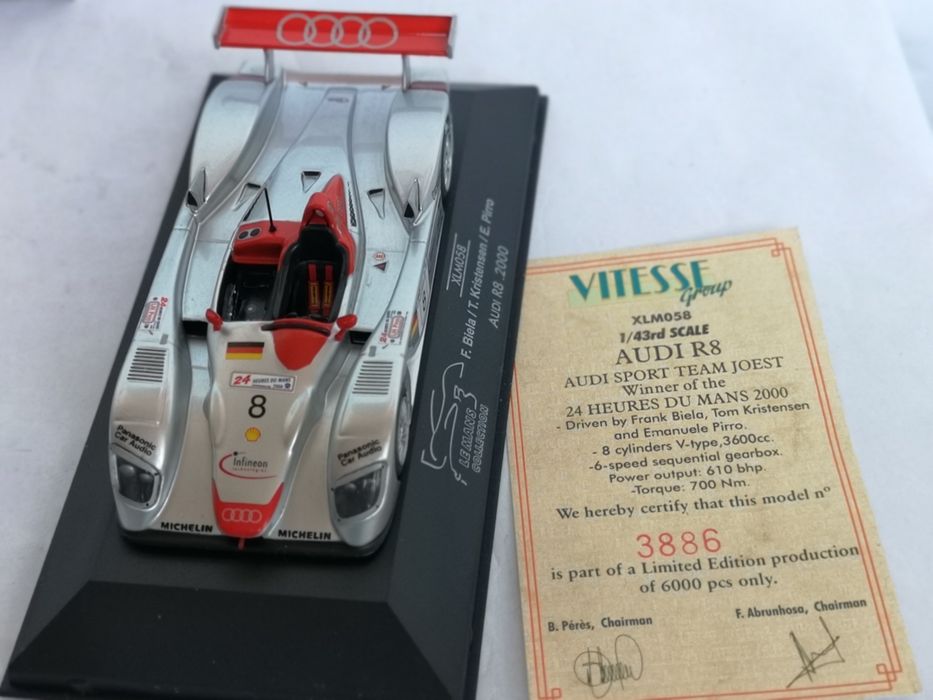 8
24 HEURES DU MANS
Panasonic
Car Audio
Panasonic
Car Audio
Infineon
technologies
MICHELIN
MICHELIN
XLM058
F. Biela / T. Kristensen / E. Pirro
AUDI R8 2000
LE MANS
COLLECTION
VITESSE
Group
XLM058
1/43rd SCALE
AUDI R8
AUDI SPORT TEAM JOEST
Winner of the
24 HEURES DU MANS 2000
- Driven by Frank Biela, Tom Kristensen
and Emanuele Pirro.
- 8 cylinders V-type,3600cc.
-6-speed sequential gearbox.
Power output: 610 bhp.
-Torque: 700 Nm.
We hereby certify that this model nº
3886
is part of a Limited Edition production
of 6000 pcs only.
B. Pérès, Chairman
F. Abrunhosa, Chairman